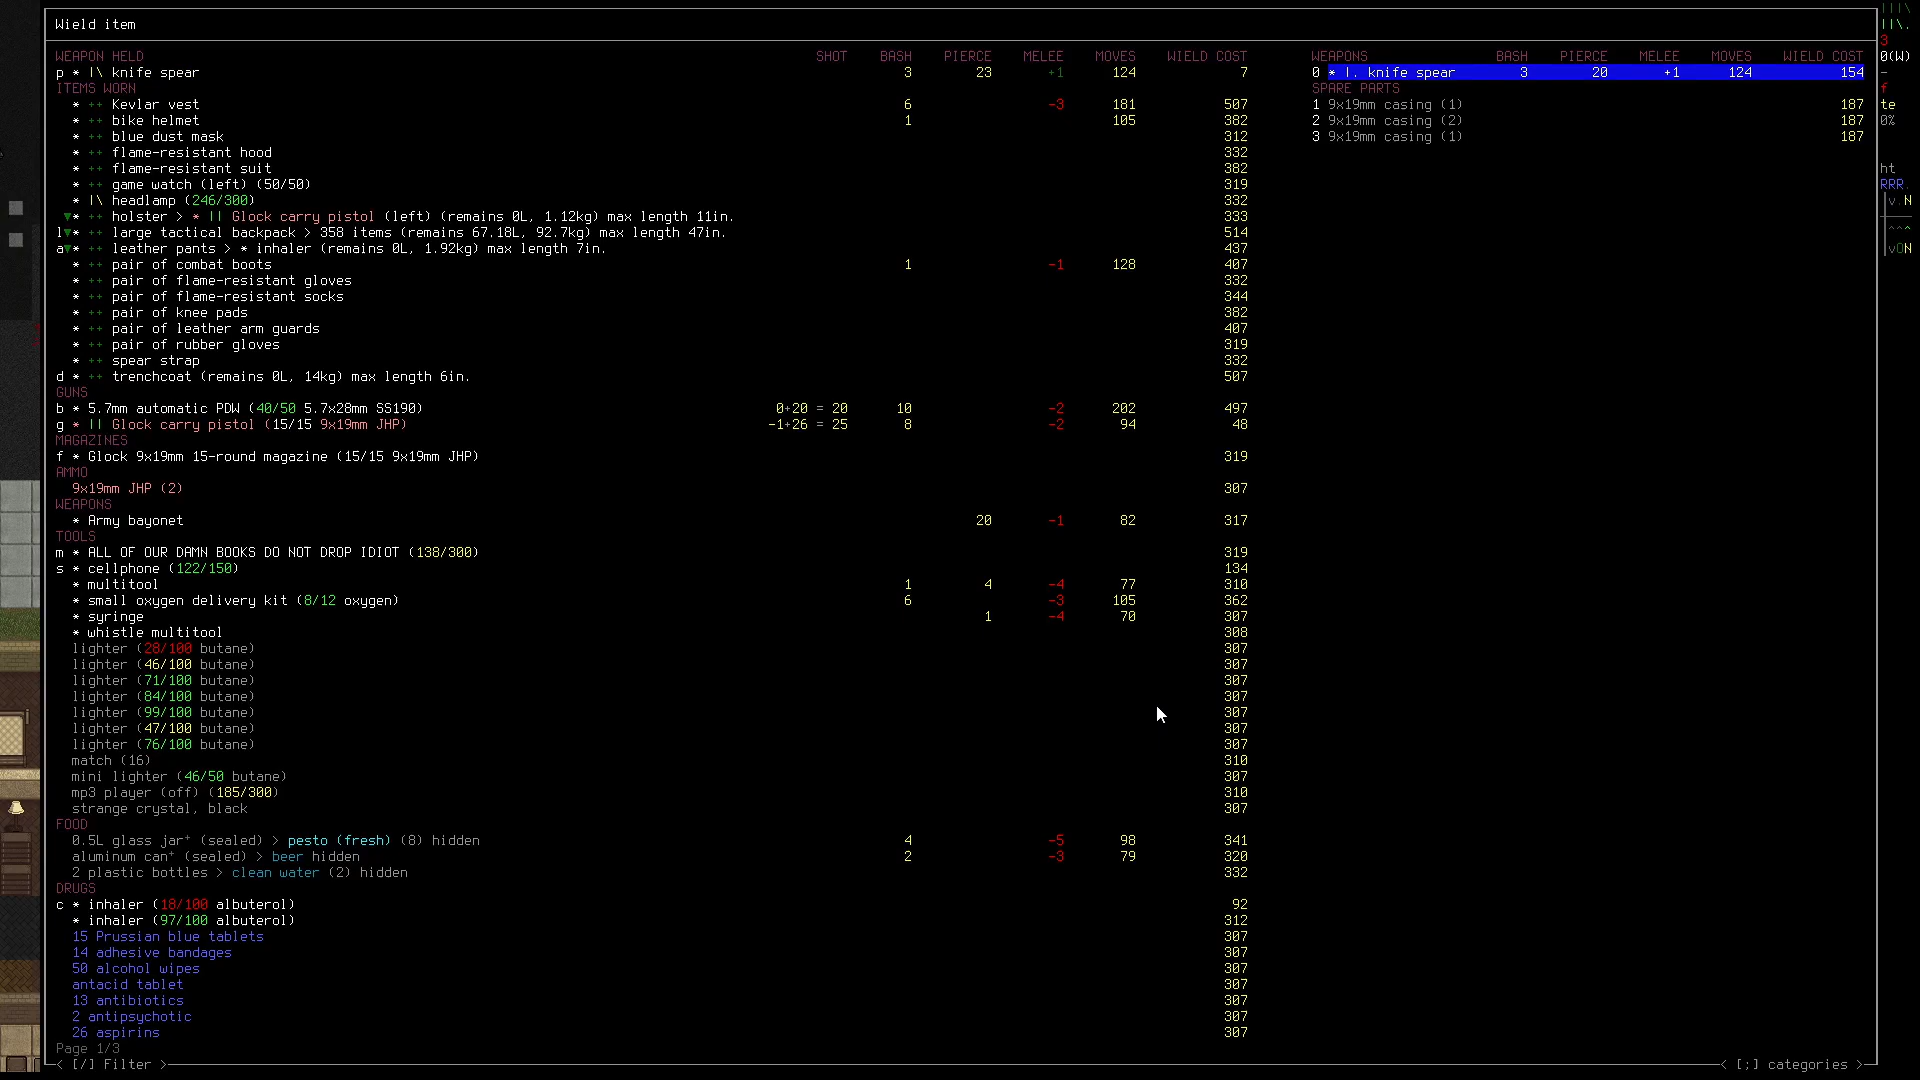 Wield item
WEAPON HELD SHOT BASH PIERCE MELEE MOVES WIELD COST
p * |\ knife spear 3 23 +1 124 7
ITEMS WORN
* ++ Kevlar vest 6 -3 181 507
* ++ bike helmet 1 105 382
* ++ blue dust mask 312
* ++ flame-resistant hood 332
* ++ flame-resistant suit 382
* ++ game watch (left) (50/50) 319
* |\ headlamp (246/300) 332
▼* ++ holster > * || Glock carry pistol (left) (remains 0L, 1.12kg) max length 11in. 333
l▼* ++ large tactical backpack > 358 items (remains 67.18L, 92.7kg) max length 47in. 514
a▼* ++ leather pants > * inhaler (remains 0L, 1.92kg) max length 7in. 437
* ++ pair of combat boots 1 -1 128 407
* ++ pair of flame-resistant gloves 332
* ++ pair of flame-resistant socks 344
* ++ pair of knee pads 382
* ++ pair of leather arm guards 407
* ++ pair of rubber gloves 319
* ++ spear strap 332
d * ++ trenchcoat (remains 0L, 14kg) max length 6in. 507
GUNS
b * 5.7mm automatic PDW (40/50 5.7x28mm SS190) 0+20 = 20 10 -2 202 497
g * || Glock carry pistol (15/15 9x19mm JHP) -1+26 = 25 8 -2 94 48
MAGAZINES
f * Glock 9x19mm 15-round magazine (15/15 9x19mm JHP) 319
AMMO
9x19mm JHP (2) 307
WEAPONS
* Army bayonet 20 -1 82 317
TOOLS
m * ALL OF OUR DAMN BOOKS DO NOT DROP IDIOT (138/300) 319
s * cellphone (122/150) 134
* multitool 1 4 -4 77 310
* small oxygen delivery kit (8/12 oxygen) 6 -3 105 362
* syringe 1 -4 70 307
* whistle multitool 308
lighter (28/100 butane) 307
lighter (46/100 butane) 307
lighter (71/100 butane) 307
lighter (84/100 butane) 307
lighter (99/100 butane) 307
lighter (47/100 butane) 307
lighter (76/100 butane) 307
match (16) 310
mini lighter (46/50 butane) 307
mp3 player (off) (185/300) 310
strange crystal, black 307
FOOD
0.5L glass jar⁺ (sealed) > pesto (fresh) (8) hidden 4 -5 98 341
aluminum can⁺ (sealed) > beer hidden 2 -3 79 320
2 plastic bottles > clean water (2) hidden 332
DRUGS
c * inhaler (18/100 albuterol) 92
* inhaler (97/100 albuterol) 312
15 Prussian blue tablets 307
14 adhesive bandages 307
50 alcohol wipes 307
antacid tablet 307
13 antibiotics 307
2 antipsychotic 307
26 aspirins 307
Page 1/3
< [/] Filter >
WEAPONS BASH PIERCE MELEE MOVES WIELD COST
0 * |. knife spear 3 20 +1 124 154
SPARE PARTS
1 9x19mm casing (1) 187
2 9x19mm casing (2) 187
3 9x19mm casing (1) 187
< [;] categories >
3
0(W)
-
f
te
0%
ht
RRR.
v.N
^^^
vON